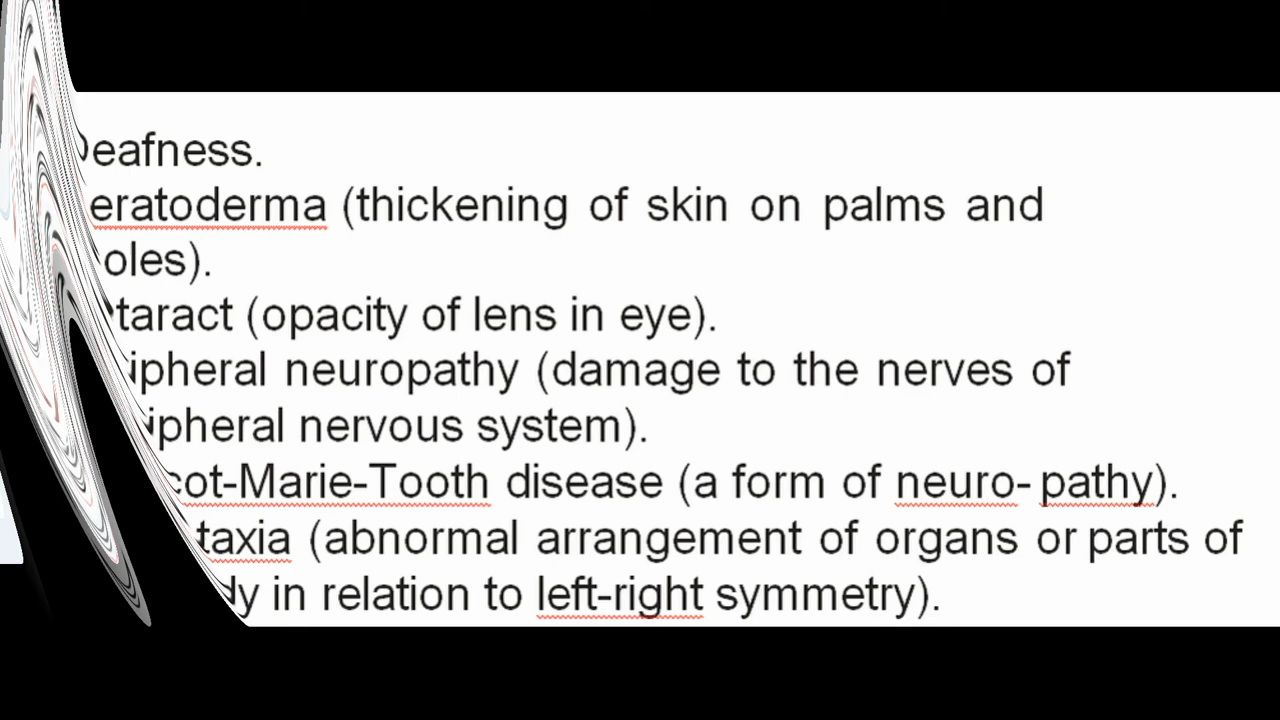 Deafness.
eratoderma (thickening of skin on palms and
oles).
taract (opacity of lens in eye).
ipheral neuropathy (damage to the nerves of
ipheral nervous system).
cot-Marie-Tooth disease (a form of neuro- pathy).
taxia (abnormal arrangement of organs or parts of
dy in relation to left-right symmetry).